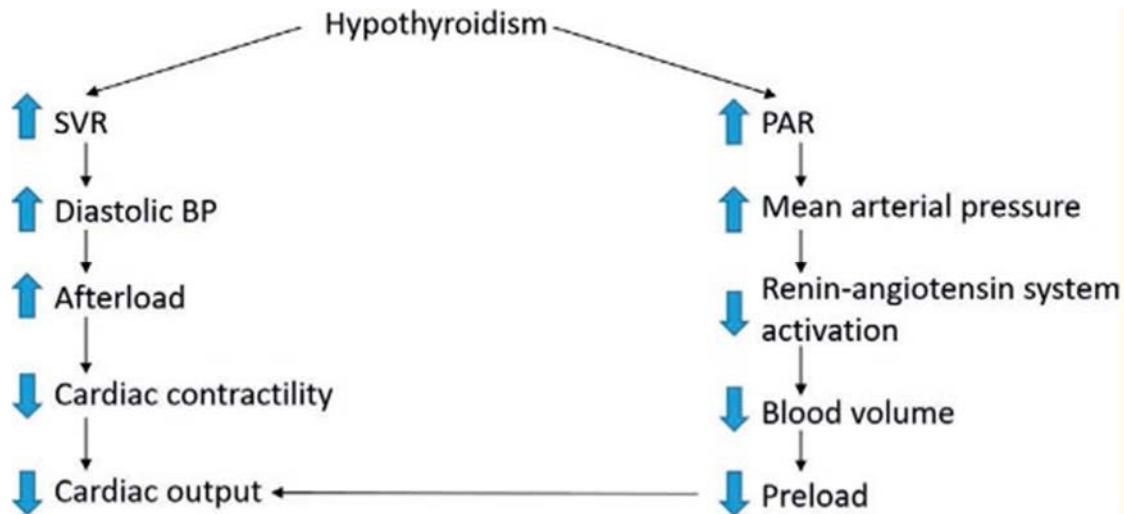 Hypothyroidism
SVR
Diastolic BP
Afterload
Cardiac contractility
Cardiac output
PAR
Mean arterial pressure
Renin-angiotensin system
activation
Blood volume
Preload